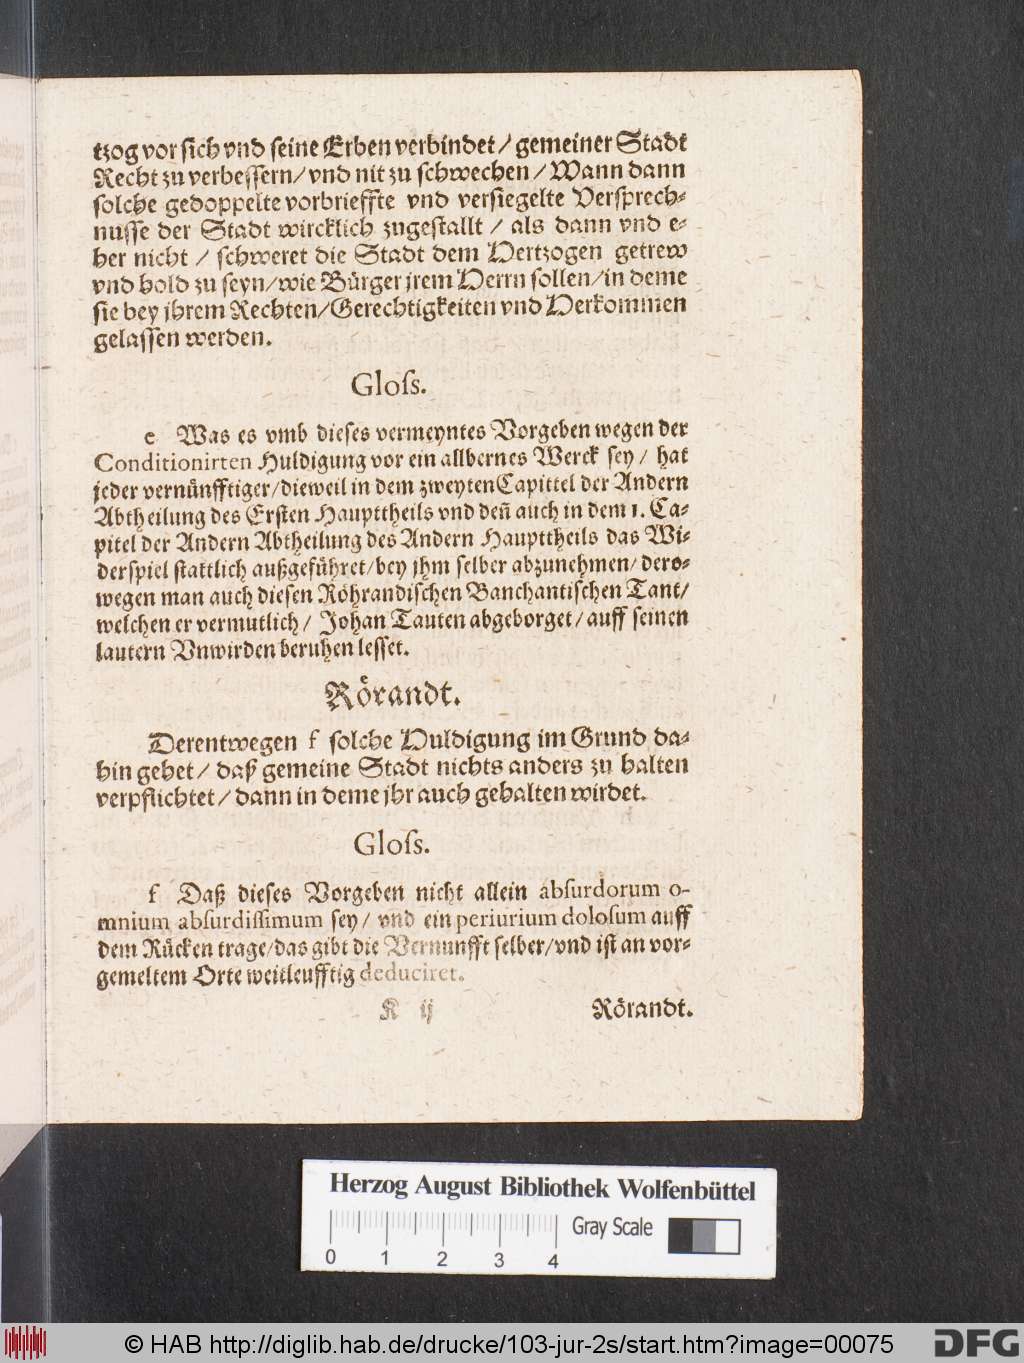 tzog vor sich vnd seine Erben verbindet / gemeiner Stadt
Recht zu verbessern / vnd nit zu schwechen / Wann dann
solche gedoppelte vorbrieffte vnd versiegelte Versprech-
nusse der Stadt wircklich zugestallt / als dann vnd e-
her nicht / schweret die Stadt dem Hertzogen getrew
vnd hold zu seyn / wie Bürger jrem Herrn sollen / in deme
sie bey jhrem Rechten / Gerechtigkeiten vnd Herkommen
gelassen werden.
Gloſs.
e Was es vmb dieses vermeyntes Vorgeben wegen der
Conditionirten Huldigung vor ein allbernes Werck sey / hat
jeder vernünfftiger / dieweil in dem zweyten Capittel der Andern
Abtheilung des Ersten Haupttheils vnd deñ auch in dem 1. Ca-
pitel der Andern Abtheilung des Andern Haupttheils das Wi-
derspiel stattlich außgeführet / bey jhm selber abzunehmen / dero-
wegen man auch diesen Röhrandischen Banchantischen Tant /
welchen er vermutlich / Johan Tauten abgeborget / auff seinen
lautern Vnwirden beruhen lesset.
Rörandt.
Derentwegen f solche Huldigung im Grund da-
hin gehet / daß gemeine Stadt nichts anders zu halten
verpflichtet / dann in deme jhr auch gehalten wirdet.
Gloſs.
f Daß dieses Vorgeben nicht allein abſurdorum o-
mnium abſurdiſſimum sey / vnd ein periurium doloſum auff
dem Rücken trage / das gibt die Vernunfft selber / vnd ist an vor-
gemeltem Orte weitleufftig deduciret.
K ij Rörandt.
Herzog August Bibliothek Wolfenbüttel
Gray Scale
0 1 2 3 4
© HAB http://diglib.hab.de/drucke/103-jur-2s/start.htm?image=00075
DFG